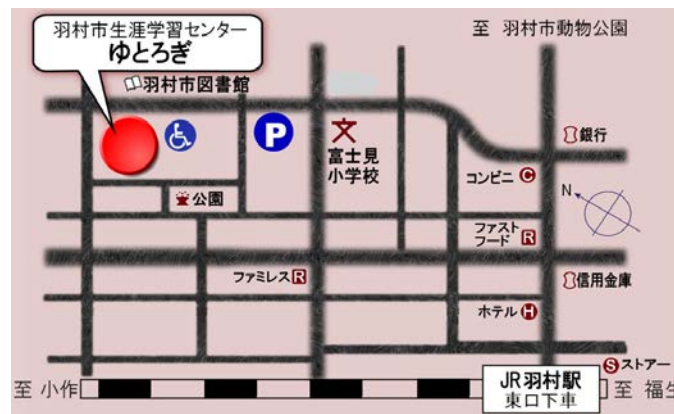 羽村市生涯学習センター
ゆとろぎ
至 羽村市動物公園
羽村市図書館
P
文
富士見
小学校
銀行
コンビニ C
N
公園
ファスト
フード R
ファミレス R
信用金庫
ホテル H
S ストアー
JR羽村駅
東口下車
至 小作
至 福生